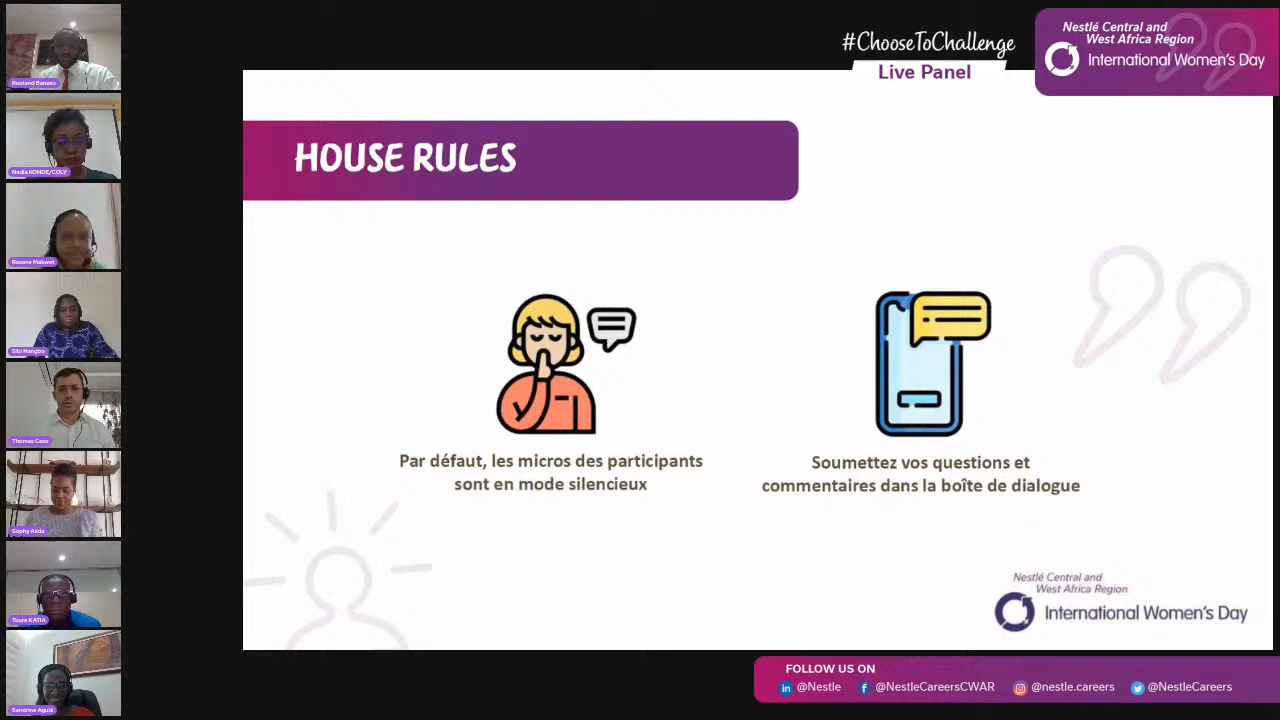 #ChooseToChallenge
Live Panel
Nestlé Central and
West Africa Region
International Women's Day
HOUSE RULES
Par défaut, les micros des participants
sont en mode silencieux
Soumettez vos questions et
commentaires dans la boîte de dialogue
Nestlé Central and
West Africa Region
International Women's Day
FOLLOW US ON
@Nestle
@NestleCareersCWAR
@nestle.careers
@NestleCareers
Rostand Banzeu
Nadia KONDE/COLY
Roxane Makwet
Sibi Nangbo
Thomas Caso
Sophy Aiida
Toure KATIA
Sandrine Aguié